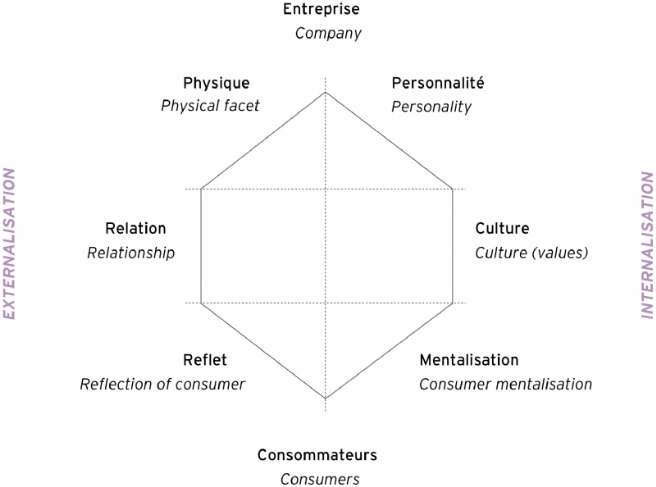 Entreprise
Company
Physique
Physical facet
Personnalité
Personality
EXTERNALISATION
INTERNALISATION
Relation
Relationship
Culture
Culture (values)
Reflet
Reflection of consumer
Mentalisation
Consumer mentalisation
Consommateurs
Consumers